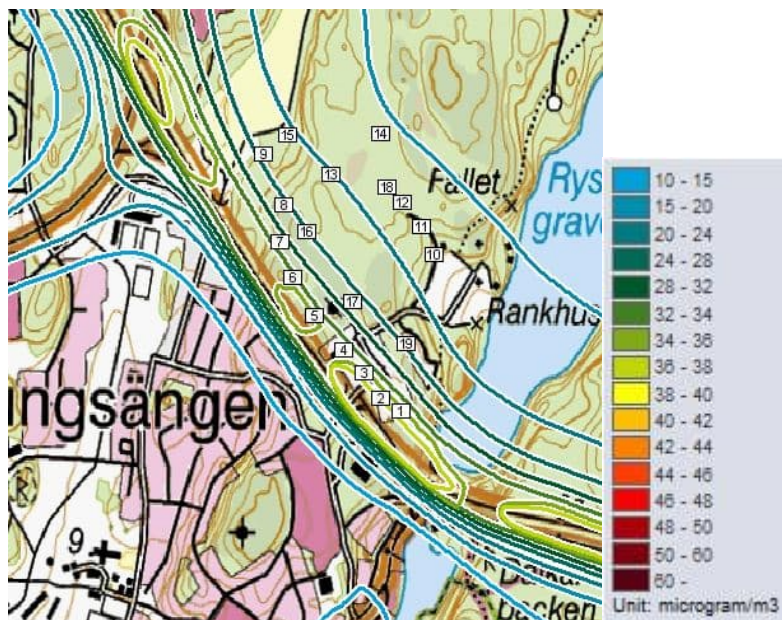 15
14
9
13
18
12
Fallet
Rys
8
11
grav
7
16
10
6
17
5
Rankhus
4
19
3
2
1
ngsängen
9
backen
10 - 15
15 - 20
20 - 24
24 - 28
28 - 32
32 - 34
34 - 36
36 - 38
38 - 40
40 - 42
42 - 44
44 - 46
46 - 48
48 - 50
50 - 60
60 -
Unit: microgram/m3